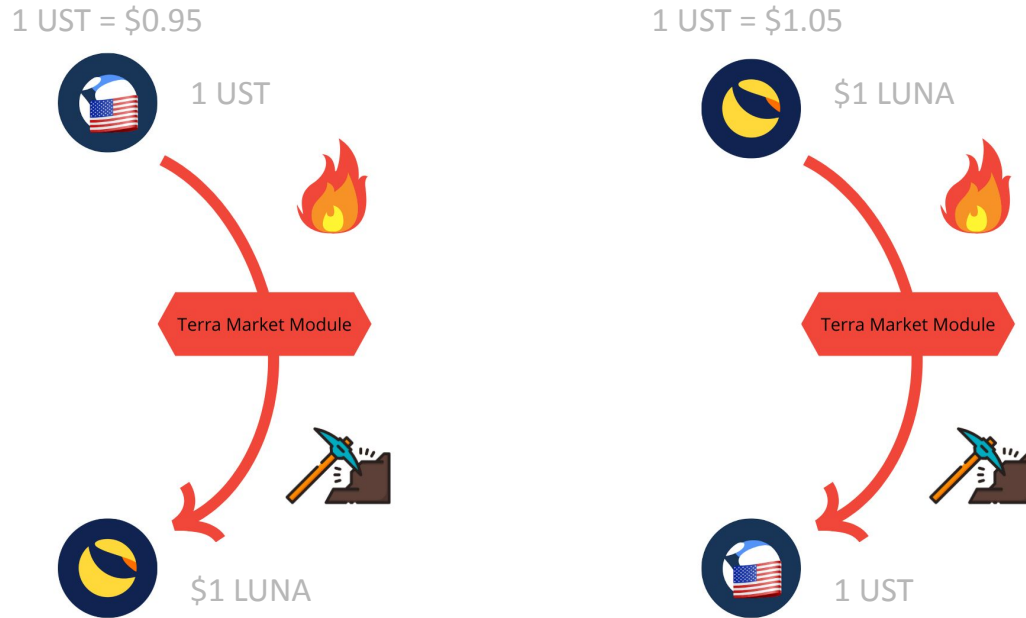 1 UST = $0.95
1 UST
Terra Market Module
$1 LUNA
1 UST = $1.05
$1 LUNA
Terra Market Module
1 UST